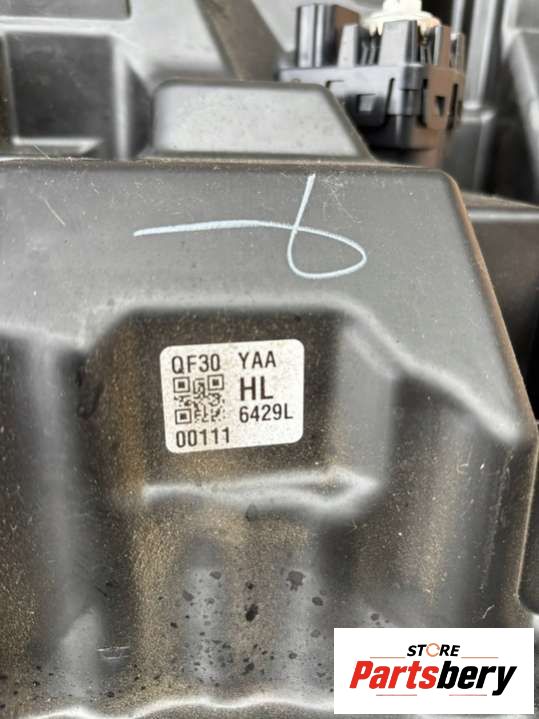 QF30 YAA
HL
6429L
00111
STORE
Partsbery